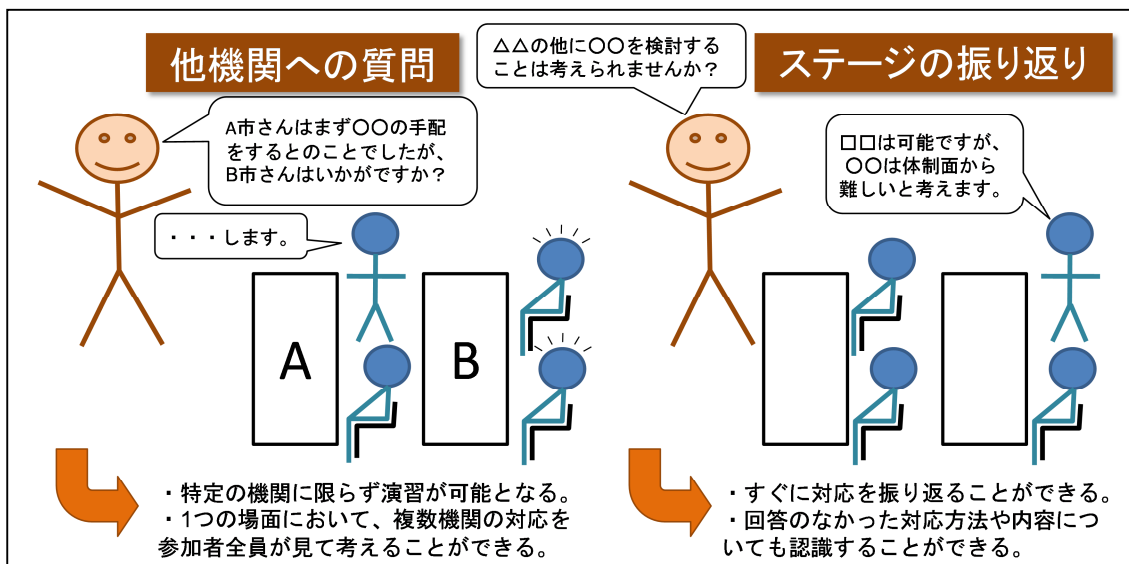 他機関への質問
A市さんはまず〇〇の手配
をするとのことでしたが、
B市さんはいかがですか？
・・・します。
A
B
・特定の機関に限らず演習が可能となる。
・1つの場面において、複数機関の対応を
参加者全員が見て考えることができる。
△△の他に〇〇を検討する
ことは考えられませんか？
ステージの振り返り
□□は可能ですが、
〇〇は体制面から
難しいと考えます。
・すぐに対応を振り返ることができる。
・回答のなかった対応方法や内容につ
いても認識することができる。